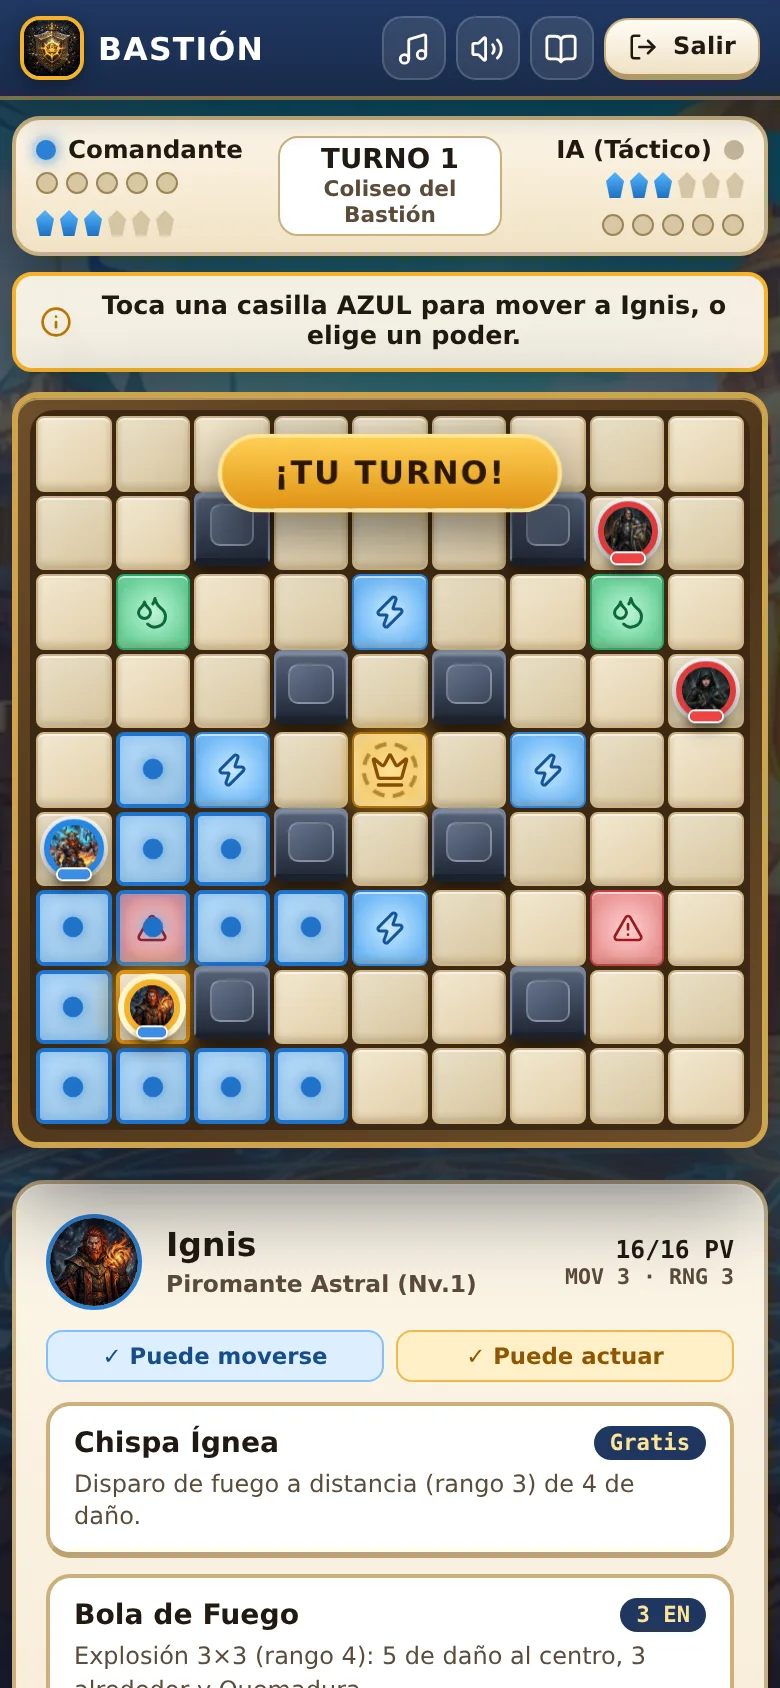 BASTIÓN
Salir
Comandante
TURNO 1
Coliseo del
Bastión
IA (Táctico)
Toca una casilla AZUL para mover a Ignis, o
elige un poder.
¡TU TURNO!
Ignis
Piromante Astral (Nv.1)
16/16 PV
MOV 3 · RNG 3
✓ Puede moverse
✓ Puede actuar
Chispa Ígnea
Gratis
Disparo de fuego a distancia (rango 3) de 4 de
daño.
Bola de Fuego
3 EN
Explosión 3×3 (rango 4): 5 de daño al centro, 3
alrededor y Quemadura.